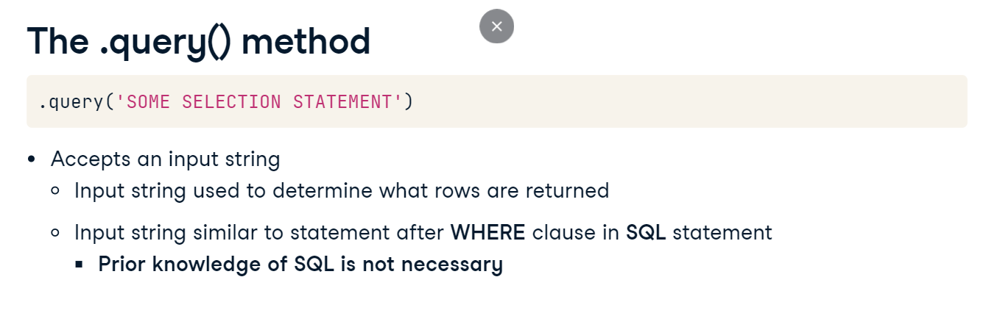 The .query() method
.query('SOME SELECTION STATEMENT')
Accepts an input string
Input string used to determine what rows are returned
Input string similar to statement after WHERE clause in SQL statement
Prior knowledge of SQL is not necessary